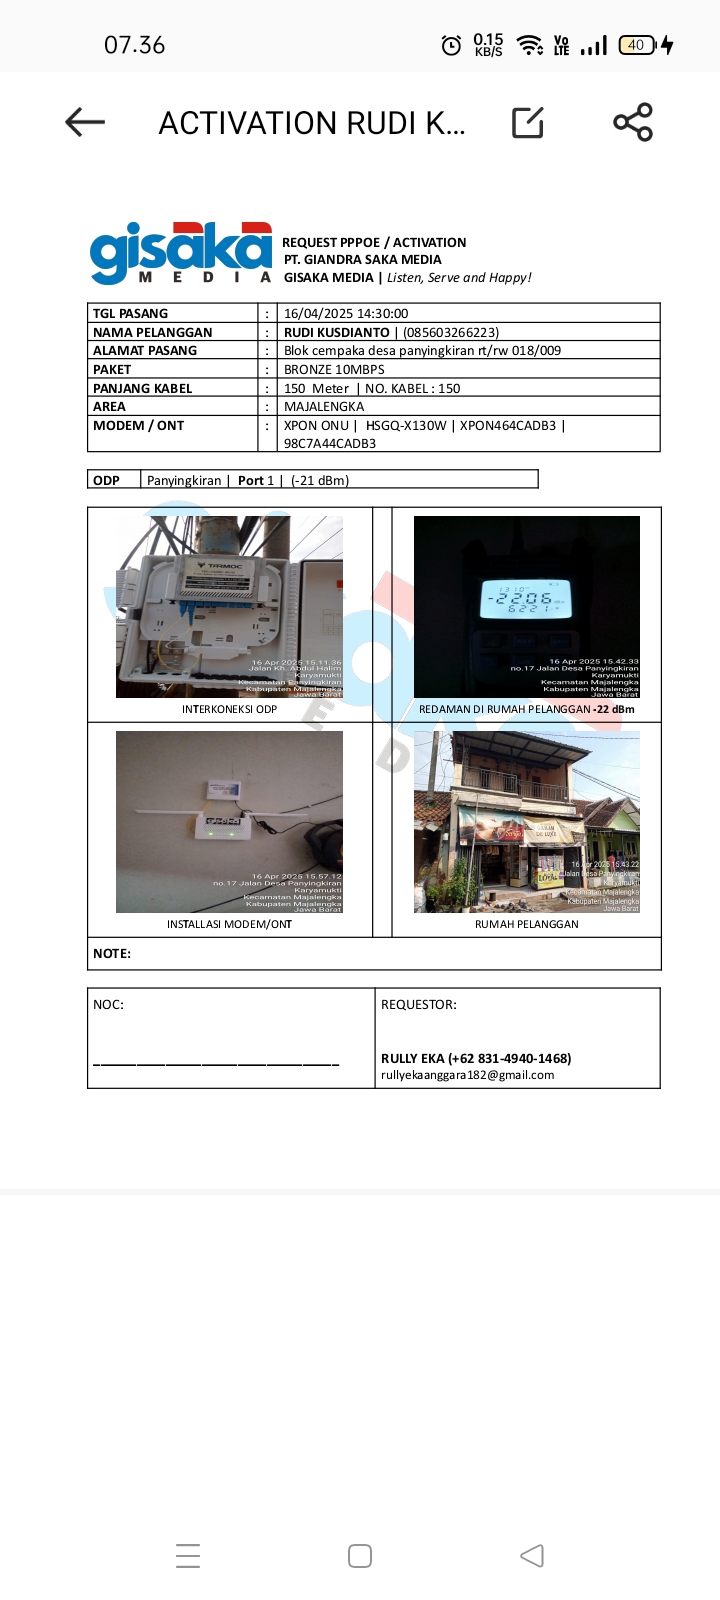 07.36
0.15
KB/S
Vo
LTE
40
ACTIVATION RUDI K...
gisaka
MEDIA
REQUEST PPPOE / ACTIVATION
PT. GIANDRA SAKA MEDIA
GISAKA MEDIA | Listen, Serve and Happy!
TGL PASANG : 16/04/2025 14:30:00
NAMA PELANGGAN : RUDI KUSDIANTO | (085603266223)
ALAMAT PASANG : Blok cempaka desa panyingkiran rt/rw 018/009
PAKET : BRONZE 10MBPS
PANJANG KABEL : 150 Meter | NO. KABEL : 150
AREA : MAJALENGKA
MODEM / ONT : XPON ONU | HSGQ-X130W | XPON464CADB3 |
98C7A44CADB3
ODP Panyingkiran | Port 1 | (-21 dBm)
TARMOC
16 Apr 2025 15.11.36
Jalan Kh. Abdul Halim
Karyamukti
Kecamatan Panyingkiran
Kabupaten Majalengka
Jawa Barat
INTERKONEKSI ODP
1310
-22.06
622.1
16 Apr 2025 15.42.33
no.17 Jalan Desa Panyingkiran
Karyamukti
Kecamatan Majalengka
Kabupaten Majalengka
Jawa Barat
REDAMAN DI RUMAH PELANGGAN -22 dBm
gisaka
16 Apr 2025 15.57.12
no.17 Jalan Desa Panyingkiran
Karyamukti
Kecamatan Majalengka
Kabupaten Majalengka
Jawa Barat
INSTALLASI MODEM/ONT
16 Apr 2025 15.43.22
Jalan Desa Panyingkiran
Karyamukti
Kecamatan Majalengka
Kabupaten Majalengka
Jawa Barat
RUMAH PELANGGAN
NOTE:
NOC:
REQUESTOR:
RULLY EKA (+62 831-4940-1468)
rullyekaanggara182@gmail.com